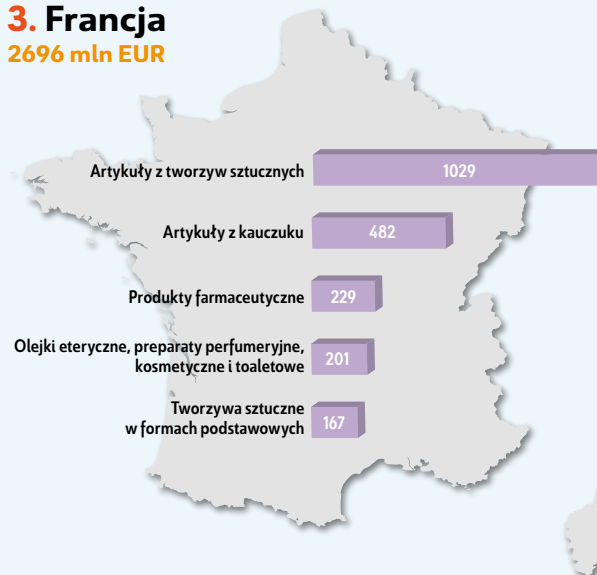 3. Francja
2696 mln EUR
Artykuły z tworzyw sztucznych
1029
Artykuły z kauczuku
482
Produkty farmaceutyczne
229
Olejki eteryczne, preparaty perfumeryjne,
kosmetyczne i toaletowe
201
Tworzywa sztuczne
w formach podstawowych
167